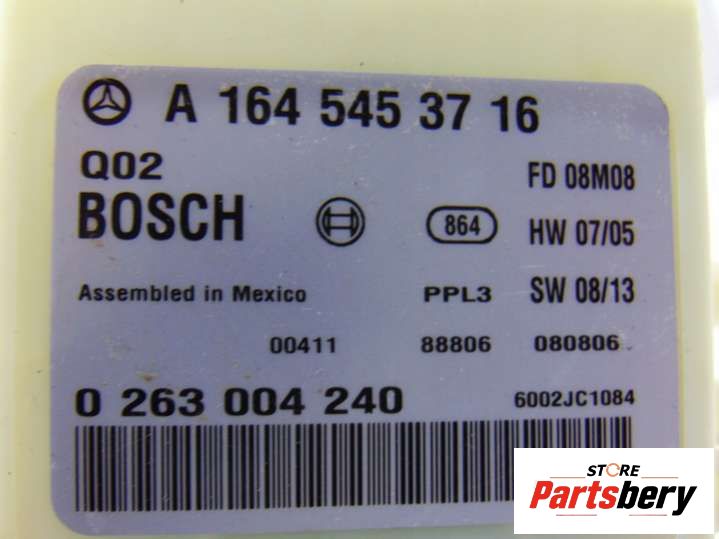 A 164 545 37 16
Q02
FD 08M08
BOSCH
864
HW 07/05
Assembled in Mexico
PPL3
SW 08/13
00411
88806
080806
0 263 004 240
6002JC1084
STORE
Partsbery